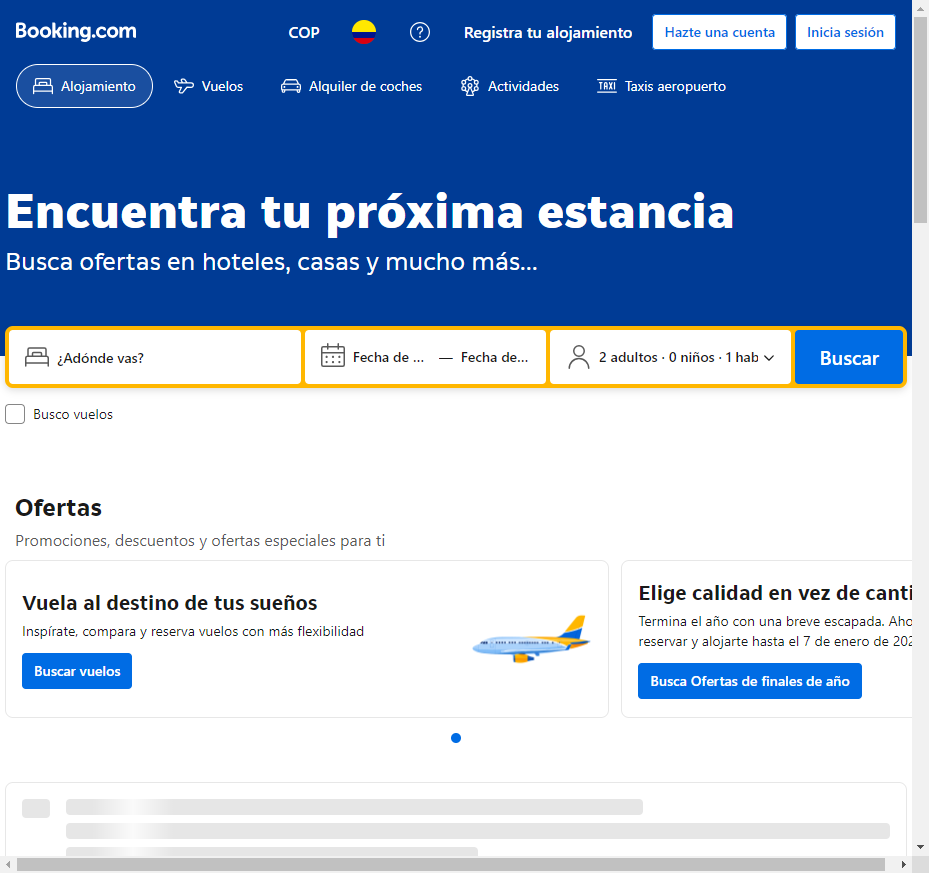 Booking.com
COP
Registra tu alojamiento
Hazte una cuenta
Inicia sesión
Alojamiento
Vuelos
Alquiler de coches
Actividades
TAXI
Taxis aeropuerto
Encuentra tu próxima estancia
Busca ofertas en hoteles, casas y mucho más...
¿Adónde vas?
Fecha de ... — Fecha de...
2 adultos · 0 niños · 1 hab
Buscar
Busco vuelos
Ofertas
Promociones, descuentos y ofertas especiales para ti
Vuela al destino de tus sueños
Inspírate, compara y reserva vuelos con más flexibilidad
Buscar vuelos
Elige calidad en vez de canti
Termina el año con una breve escapada. Aho
reservar y alojarte hasta el 7 de enero de 202
Busca Ofertas de finales de año